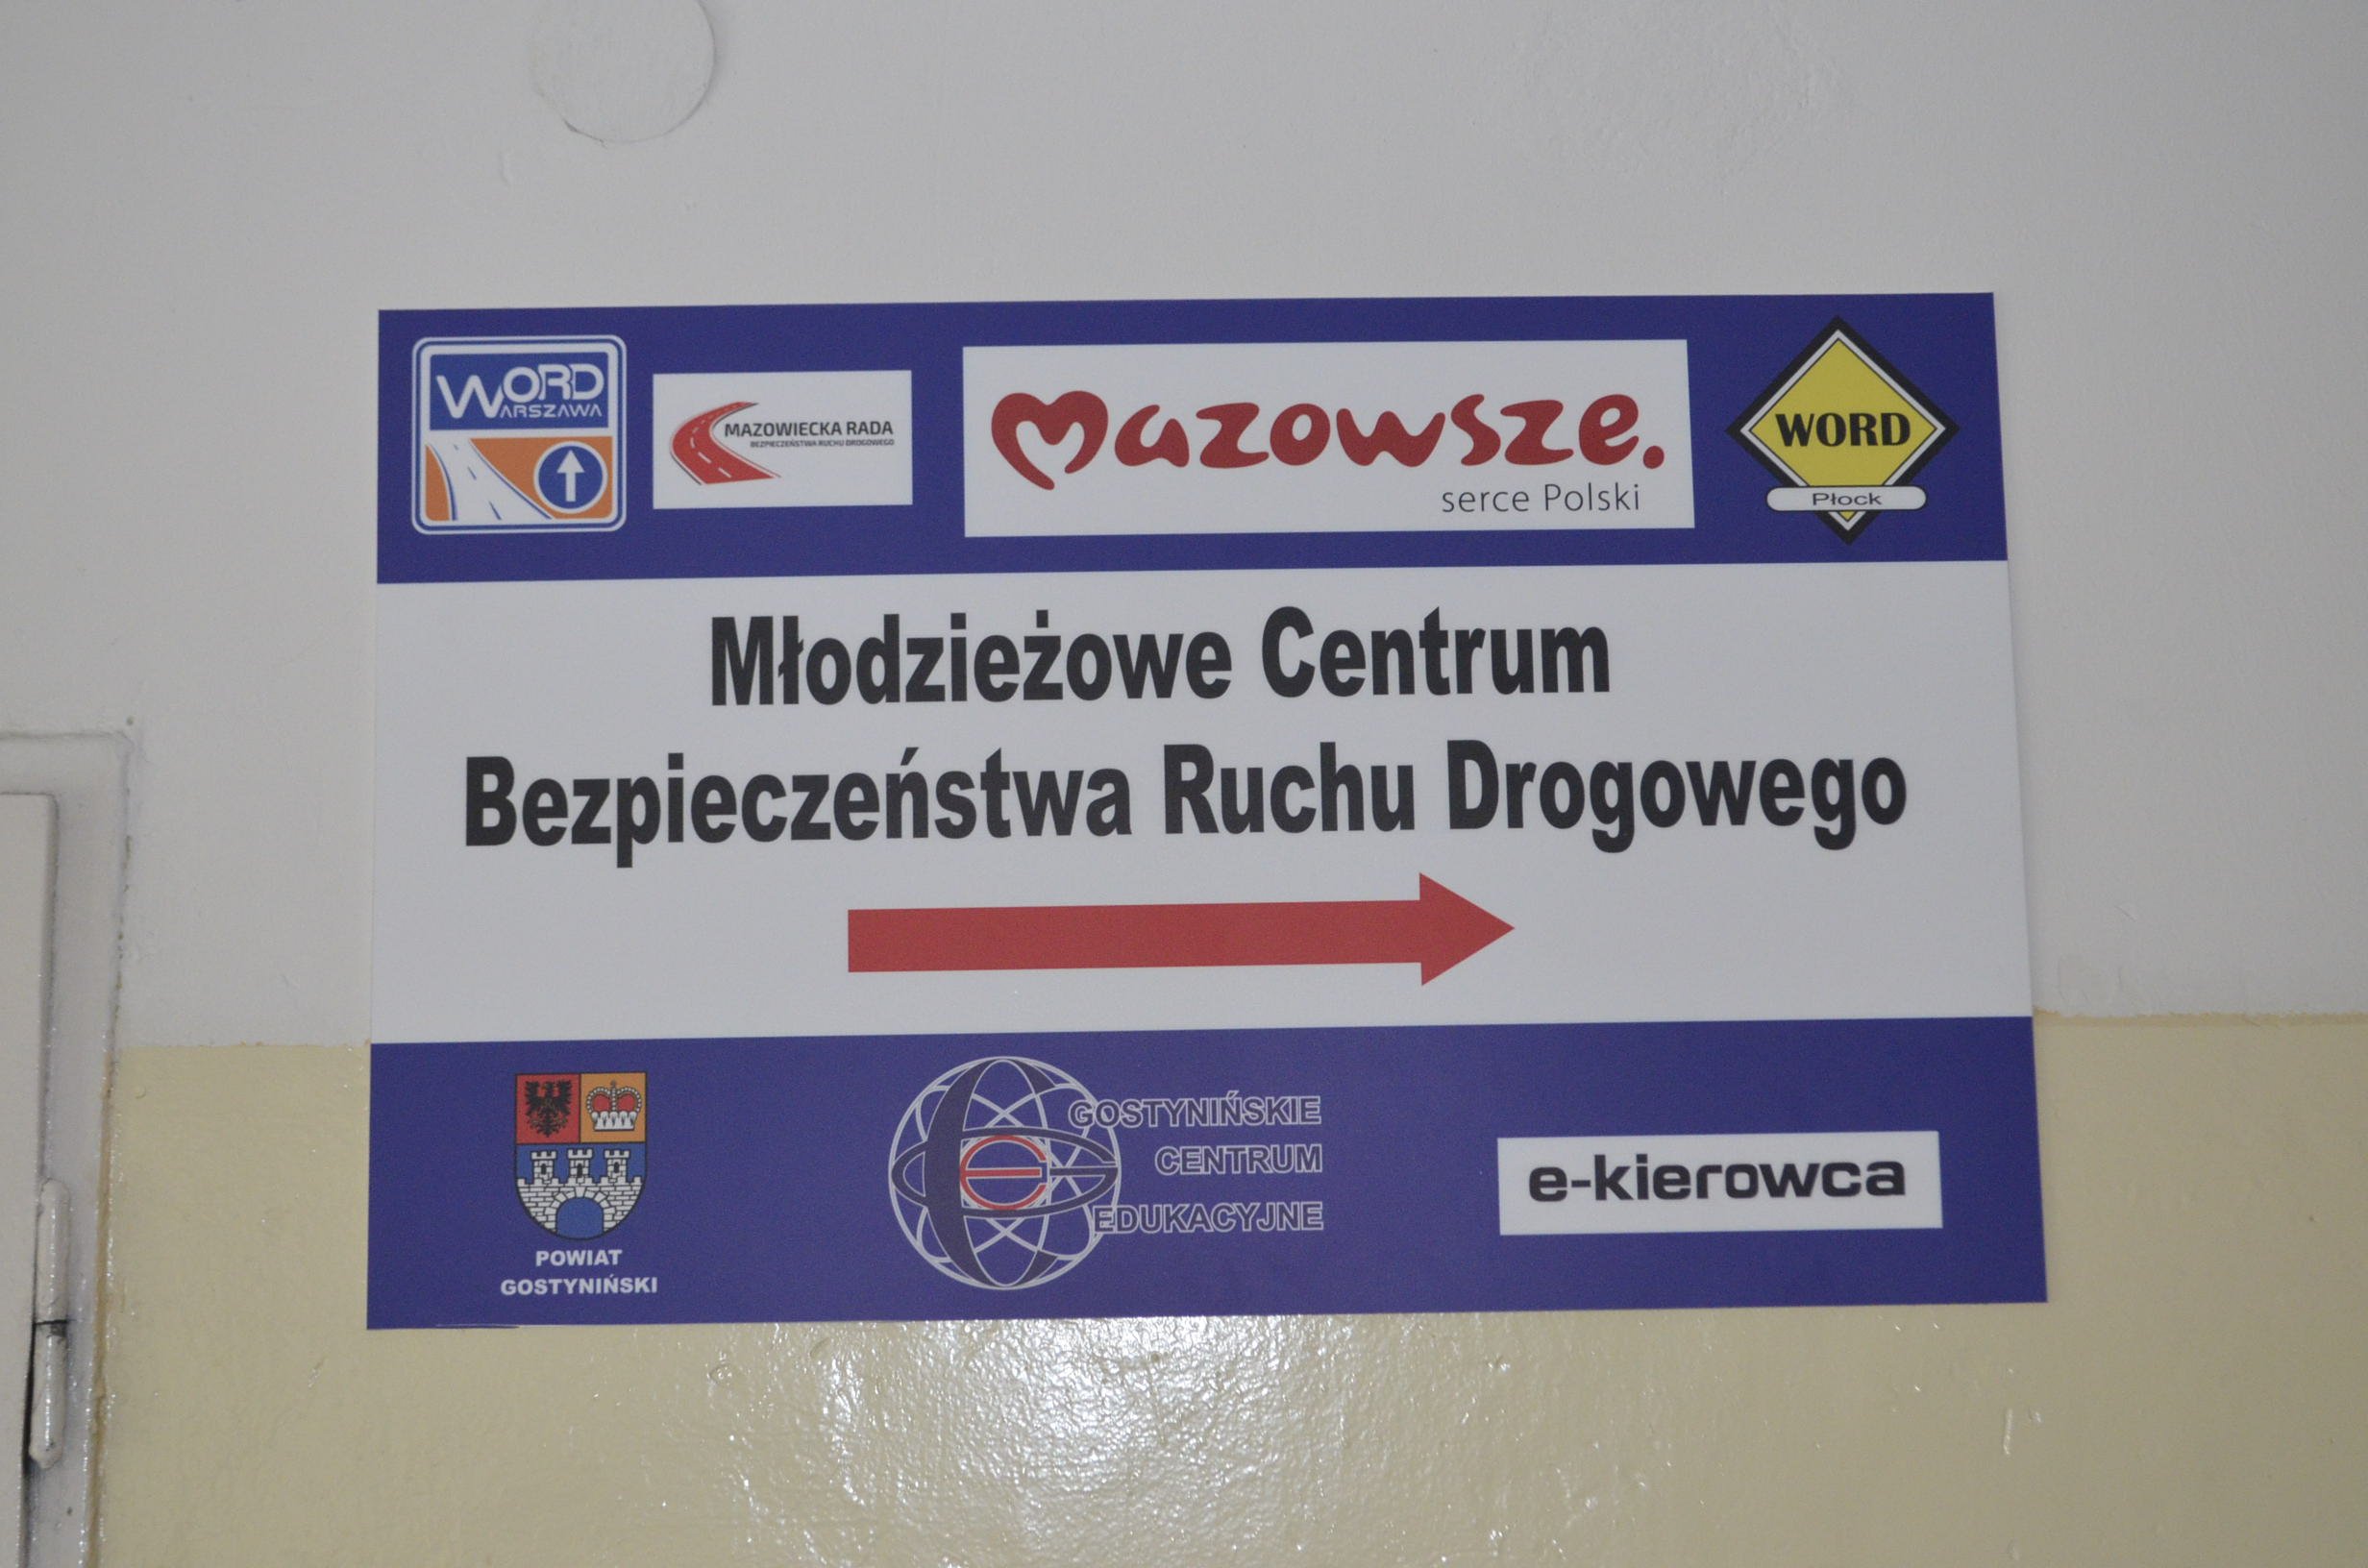 WORD
WARSZAWA
MAZOWIECKA RADA
BEZPIECZEŃSTWA RUCHU DROGOWEGO
Mazowsze.
serce Polski
WORD
Płock
Młodzieżowe Centrum
Bezpieczeństwa Ruchu Drogowego
POWIAT
GOSTYNIŃSKI
GOSTYNIŃSKIE
CENTRUM
EDUKACYJNE
e-kierowca